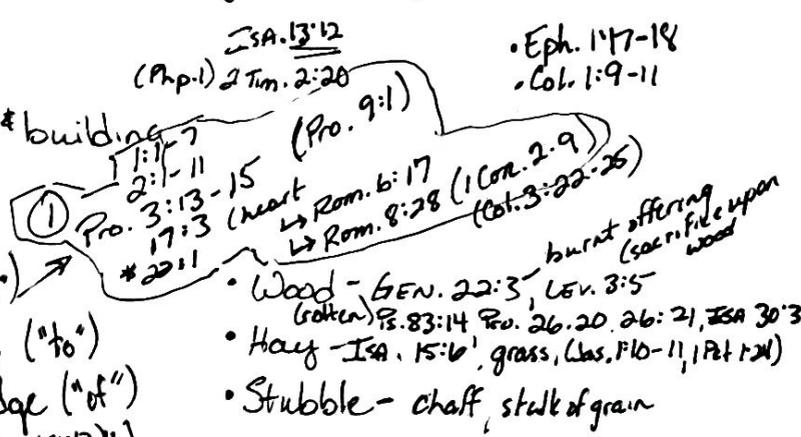 ISA. 13:12
(Php.1) 2 Tim. 2:20
• Eph. 1:17-18
• Col. 1:9-11
* building
1:1-7
2:1-11
(Pro. 9:1)
① Pro. 3:13-15
17:3 (heart
* 22:1
↳ Rom. 6:17
↳ Rom. 8:28 (1 Cor. 2:9)
(Col. 3:22-25)
• Wood - GEN. 22:3, LEV. 3:5
burnt offering
(sacrifice upon
wood
(rotten) Ps. 83:14 Pro. 26.20, 26:21, ISA 30:3
• Hay - ISA. 15:6, grass, (Jas. 1:10-11, 1 Pet 1:24)
• Stubble - chaff, stalk of grain
("to")
dge ("of")